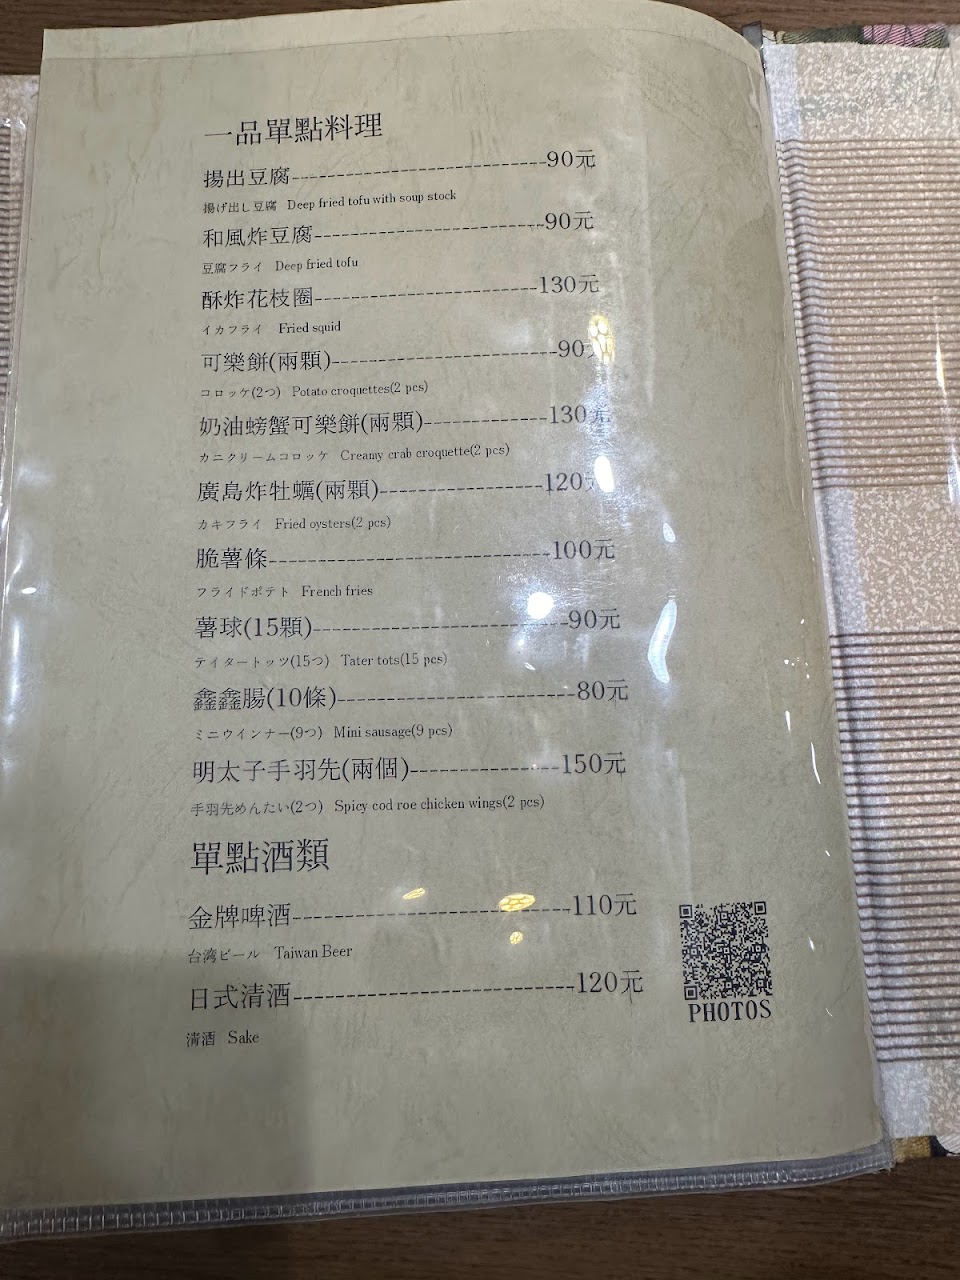 一品單點料理
揚出豆腐------------------------90元
揚げ出し豆腐 Deep fried tofu with soup stock
和風炸豆腐----------------------90元
豆腐フライ Deep fried tofu
酥炸花枝圈---------------------130元
イカフライ Fried squid
可樂餅(兩顆)---------------------90元
コロッケ(2つ) Potato croquettes(2 pcs)
奶油螃蟹可樂餅(兩顆)------------130元
カニクリームコロッケ Creamy crab croquette(2 pcs)
廣島炸牡蠣(兩顆)---------------120元
カキフライ Fried oysters(2 pcs)
脆薯條--------------------------100元
フライドポテト French fries
薯球(15顆)-----------------------90元
テイタートッツ(15つ) Tater tots(15 pcs)
鑫鑫腸(10條)---------------------80元
ミニウインナー(9つ) Mini sausage(9 pcs)
明太子手羽先(兩個)--------------150元
手羽先めんたい(2つ) Spicy cod roe chicken wings(2 pcs)
單點酒類
金牌啤酒-------------------------110元
台湾ビール Taiwan Beer
日式清酒-------------------------120元
清酒 Sake
PHOTOS